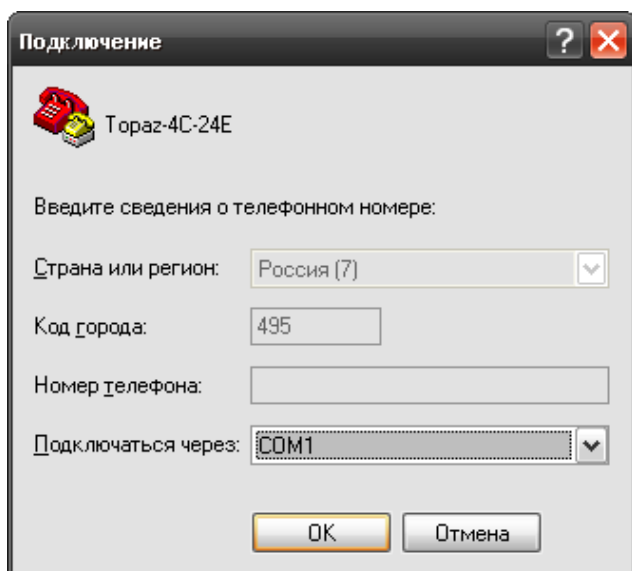 Подключение
Topaz-4C-24E
Введите сведения о телефонном номере:
Страна или регион: Россия (7)
Код города: 495
Номер телефона:
Подключаться через: COM1
OK Отмена